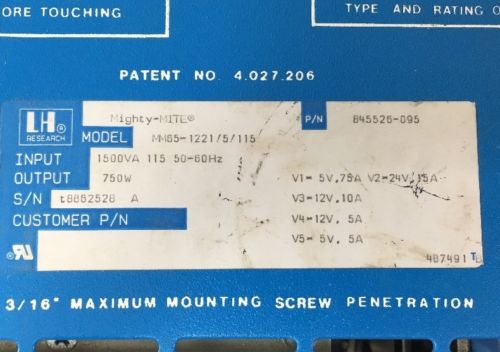 ORE TOUCHING
TYPE AND RATING O
PATENT NO. 4.027.206
LH® RESEARCH
Mighty-MITE®
P/N 845526-095
MODEL MM65-1221/5/115
INPUT 1500VA 115 50-60Hz
OUTPUT 750W V1= 5V,75A V2=24V,15A
S/N t8862528 A V3=12V,10A
CUSTOMER P/N V4=12V, 5A
V5= 5V, 5A
487491
3/16" MAXIMUM MOUNTING SCREW PENETRATION